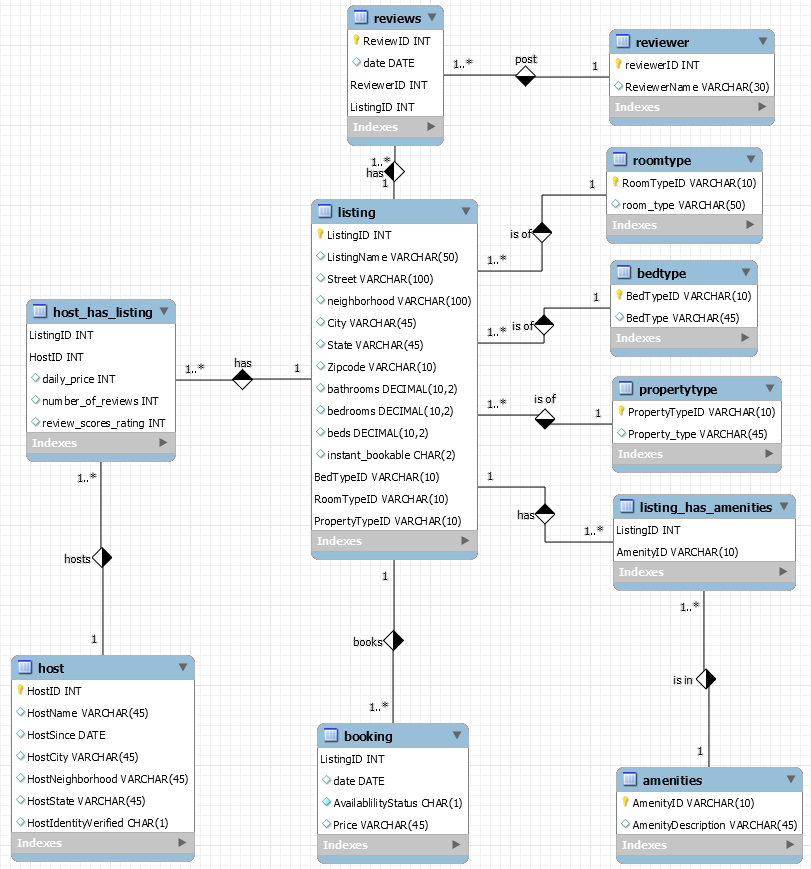 reviews
ReviewID INT
date DATE
ReviewerID INT
ListingID INT
Indexes
1..*
post
1
reviewer
reviewerID INT
ReviewerName VARCHAR(30)
Indexes
1..*
has
1
roomtype
RoomTypeID VARCHAR(10)
room_type VARCHAR(50)
Indexes
1
is of
1..*
listing
ListingID INT
ListingName VARCHAR(50)
Street VARCHAR(100)
neighborhood VARCHAR(100)
City VARCHAR(45)
State VARCHAR(45)
Zipcode VARCHAR(10)
bathrooms DECIMAL(10,2)
bedrooms DECIMAL(10,2)
beds DECIMAL(10,2)
instant_bookable CHAR(2)
BedTypeID VARCHAR(10)
RoomTypeID VARCHAR(10)
PropertyTypeID VARCHAR(10)
Indexes
bedtype
BedTypeID VARCHAR(10)
BedType VARCHAR(45)
Indexes
1
is of
1..*
host_has_listing
ListingID INT
HostID INT
daily_price INT
number_of_reviews INT
review_scores_rating INT
Indexes
1..*
has
1
propertytype
PropertyTypeID VARCHAR(10)
Property_type VARCHAR(45)
Indexes
1..*
is of
1
1
has
1..*
listing_has_amenities
ListingID INT
AmenityID VARCHAR(10)
Indexes
1..*
hosts
1
1
books
1..*
1..*
is in
1
host
HostID INT
HostName VARCHAR(45)
HostSince DATE
HostCity VARCHAR(45)
HostNeighborhood VARCHAR(45)
HostState VARCHAR(45)
HostIdentityVerified CHAR(1)
Indexes
booking
ListingID INT
date DATE
AvailablilityStatus CHAR(1)
Price VARCHAR(45)
Indexes
amenities
AmenityID VARCHAR(10)
AmenityDescription VARCHAR(45)
Indexes